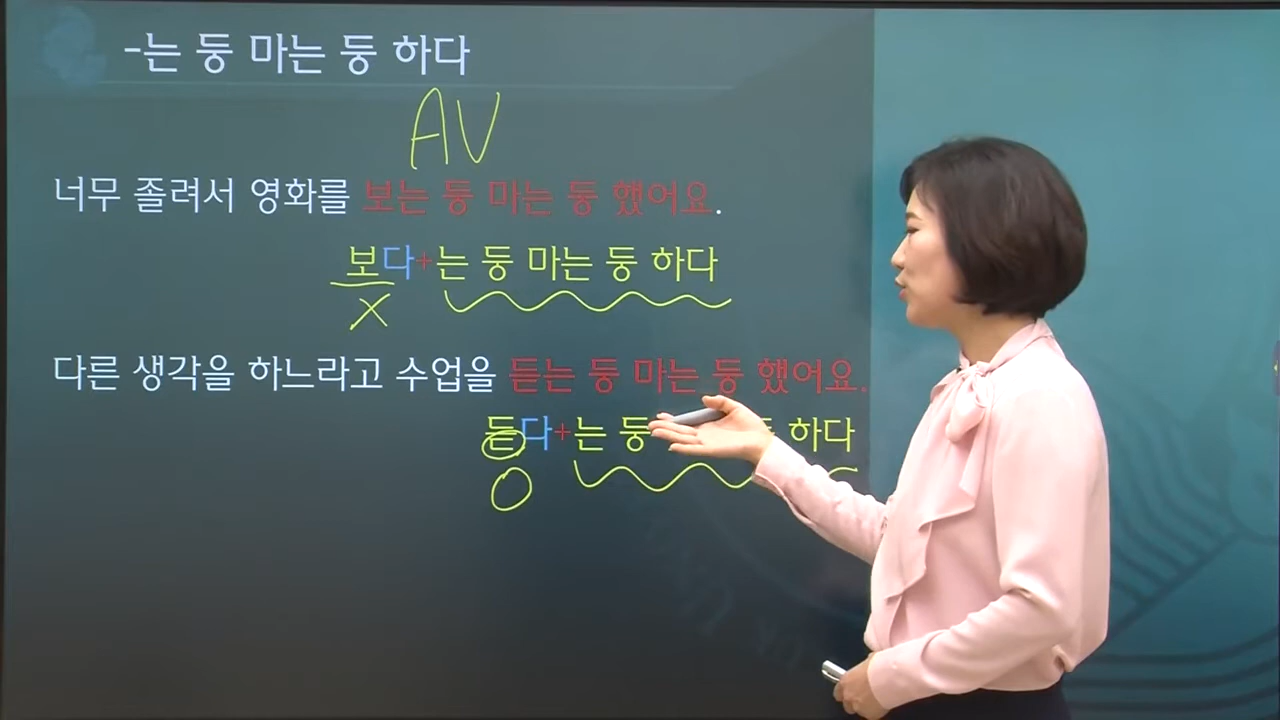 -는 둥 마는 둥 하다
AV
너무 졸려서 영화를 보는 둥 마는 둥 했어요.
보다+는 둥 마는 둥 하다
X
다른 생각을 하느라고 수업을 듣는 둥 마는 둥 했어요.
듣다+는 둥 하다
O